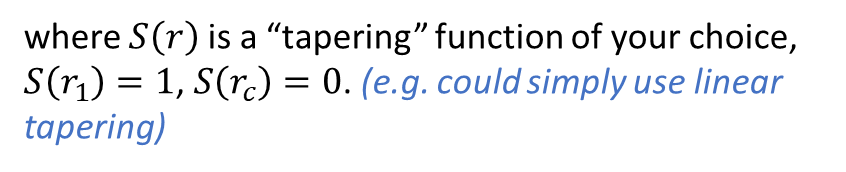 where S(r) is a “tapering” function of your choice,
S(r₁) = 1, S(r_c) = 0. (e.g. could simply use linear
tapering)